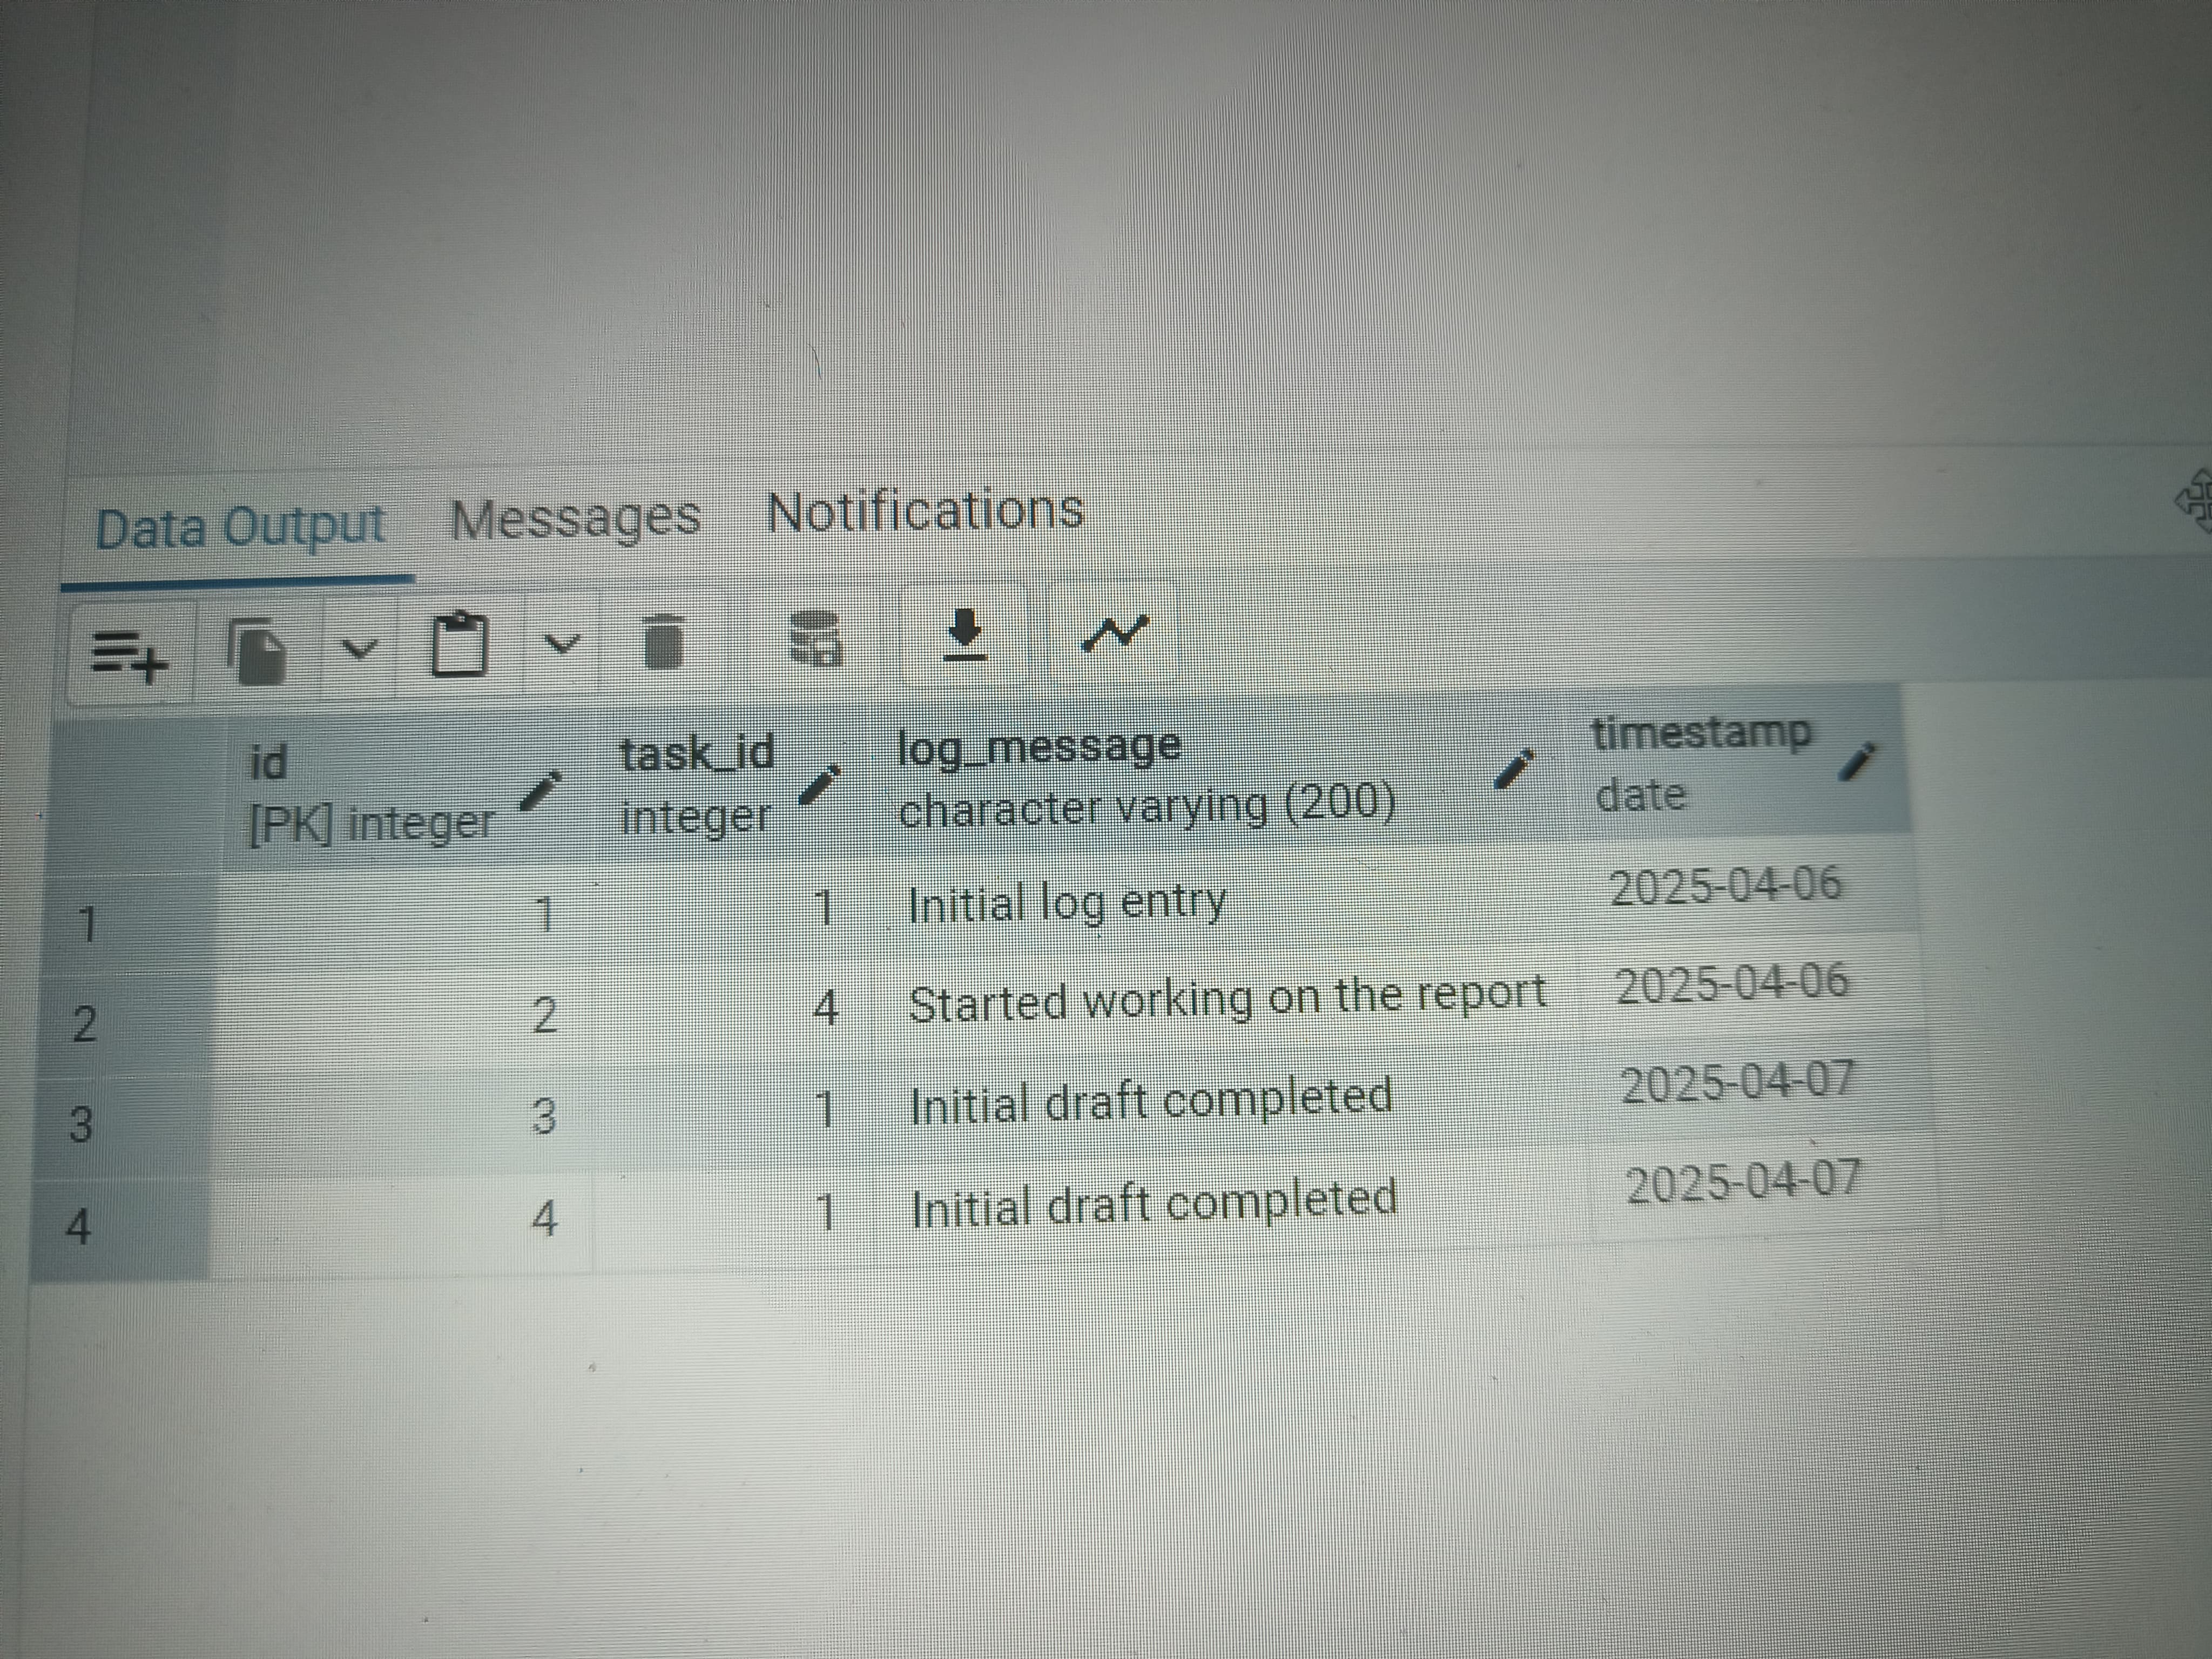 Data Output Messages Notifications
id task_id log_message timestamp
[PK] integer integer character varying (200) date
1 1 1 Initial log entry 2025-04-06
2 2 4 Started working on the report 2025-04-06
3 3 1 Initial draft completed 2025-04-07
4 4 1 Initial draft completed 2025-04-07